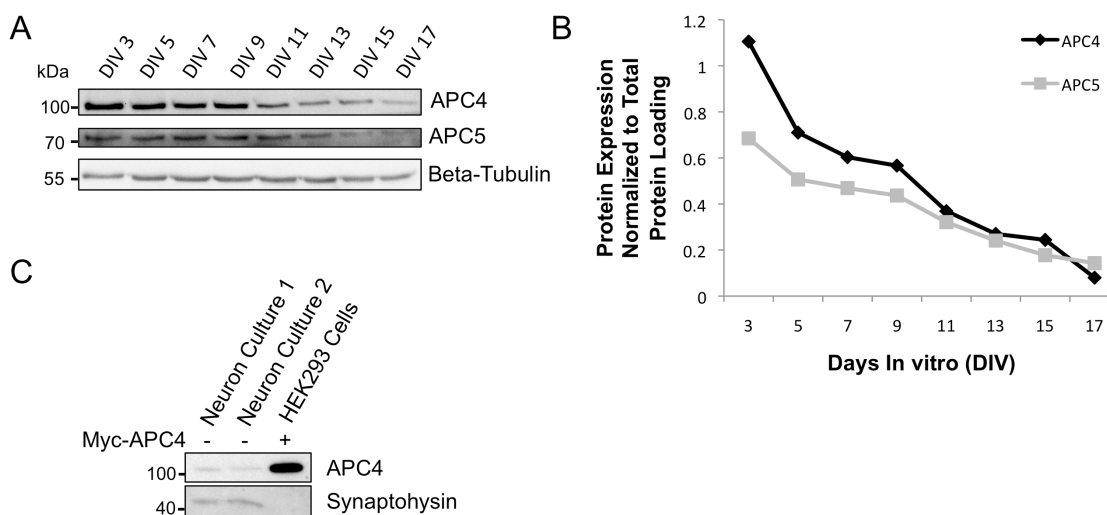 A
kDa
DIV 3
DIV 5
DIV 7
DIV 9
DIV 11
DIV 13
DIV 15
DIV 17
100
APC4
70
APC5
55
Beta-Tubulin
B
Protein Expression
Normalized to Total
Protein Loading
1.2
1
0.8
0.6
0.4
0.2
0
APC4
APC5
3 5 7 9 11 13 15 17
Days In vitro (DIV)
C
Neuron Culture 1
Neuron Culture 2
HEK293 Cells
Myc-APC4 - - +
100
APC4
40
Synaptohysin